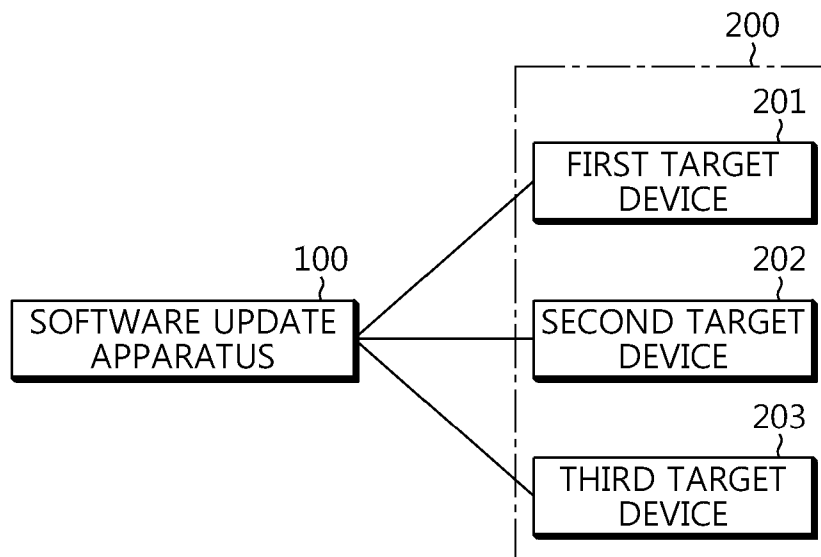 200
201
FIRST TARGET
DEVICE
100
SOFTWARE UPDATE
APPARATUS
202
SECOND TARGET
DEVICE
203
THIRD TARGET
DEVICE